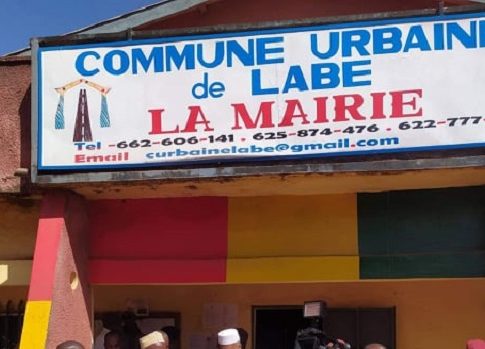 COMMUNE URBAINE
de LABE
LA MAIRIE
Tel -662-606-141 . 625-874-476 . 622-777-
Email curbainelabe@gmail.com